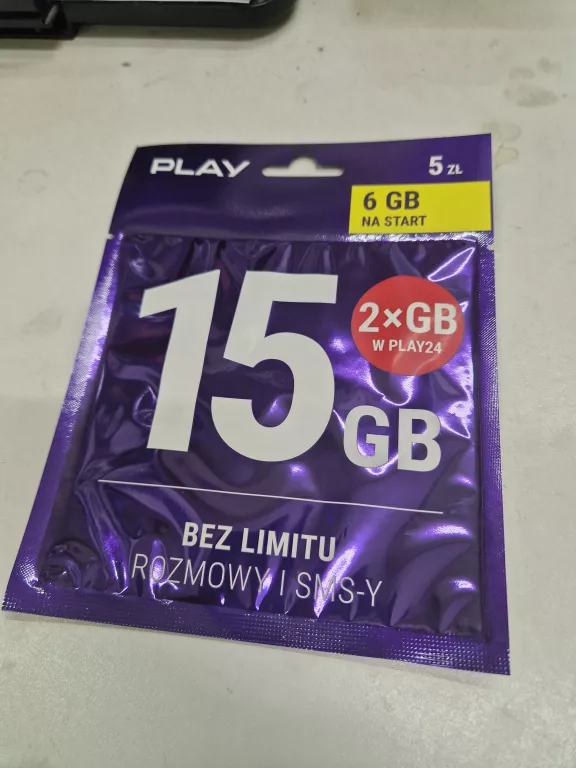 PLAY
5 ZŁ
6 GB
NA START
15 GB
2×GB
W PLAY24
BEZ LIMITU
ROZMOWY I SMS-Y